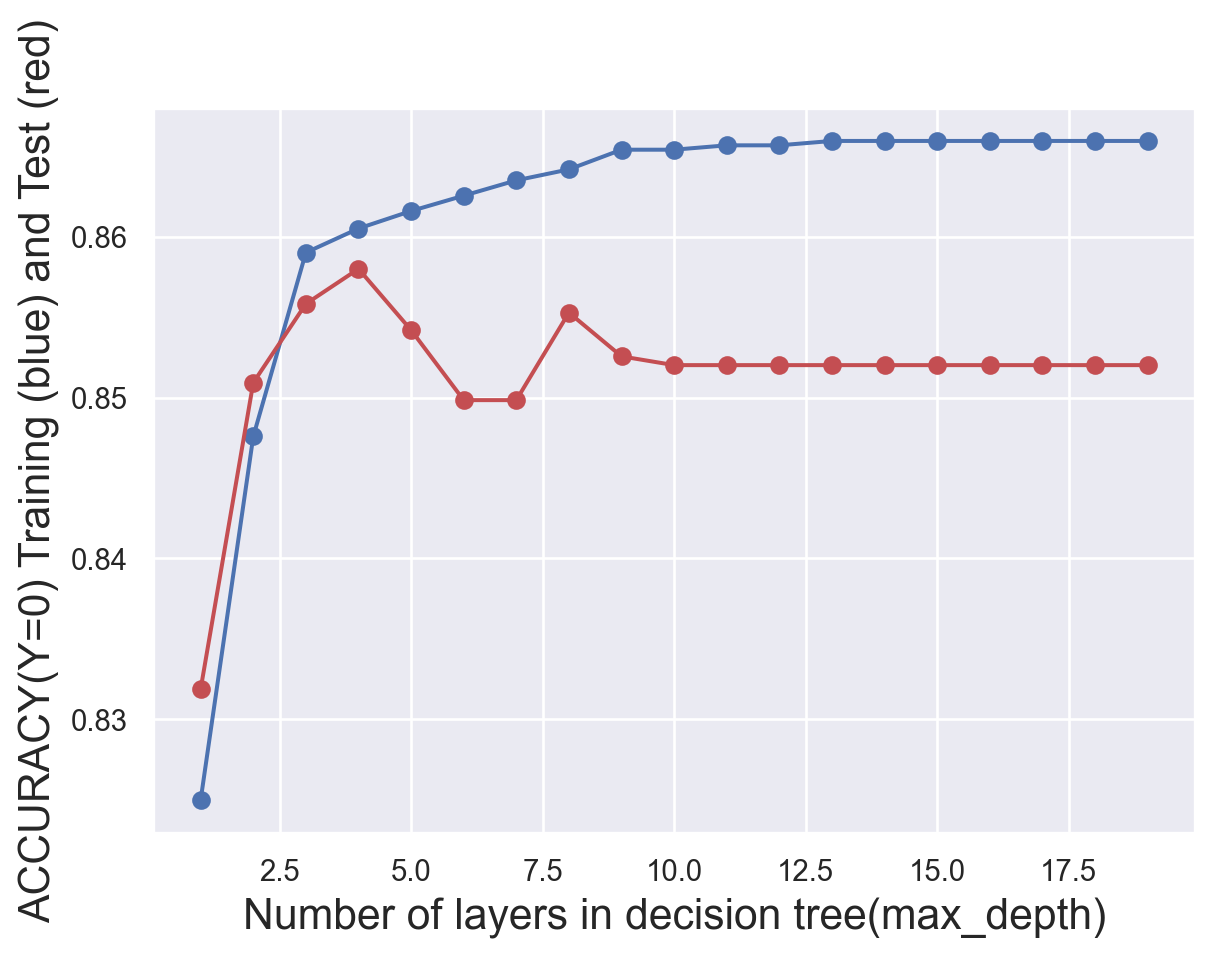 ACCURACY(Y=0) Training (blue) and Test (red)
0.86
0.85
0.84
0.83
2.5 5.0 7.5 10.0 12.5 15.0 17.5
Number of layers in decision tree(max_depth)